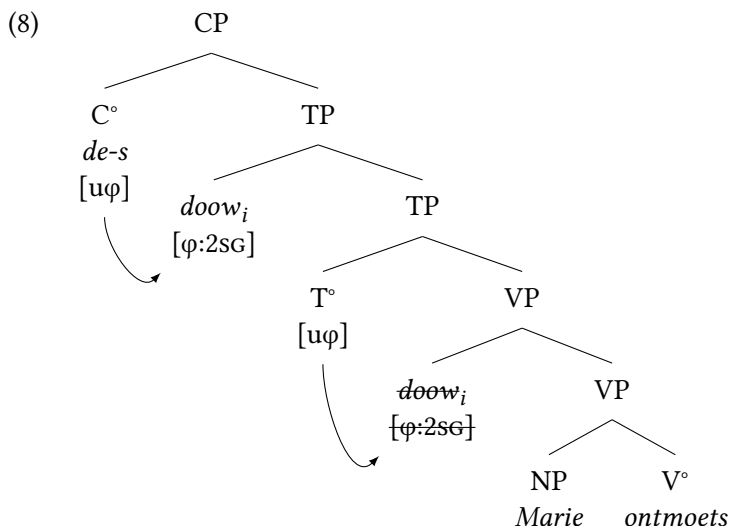 (8) CP
C° TP
de-s
[uφ] doow_i TP
[φ:2SG]
T° VP
[uφ]
doow_i VP
[φ:2SG]
NP V°
Marie ontmoets